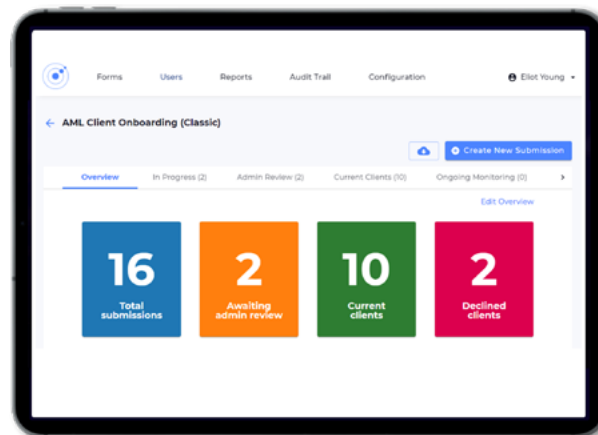 Forms Users Reports Audit Trail Configuration Eliot Young
AML Client Onboarding (Classic)
Create New Submission
Overview In Progress (2) Admin Review (2) Current Clients (10) Ongoing Monitoring (0)
Edit Overview
16
Total
submissions
2
Awaiting
admin review
10
Current
clients
2
Declined
clients